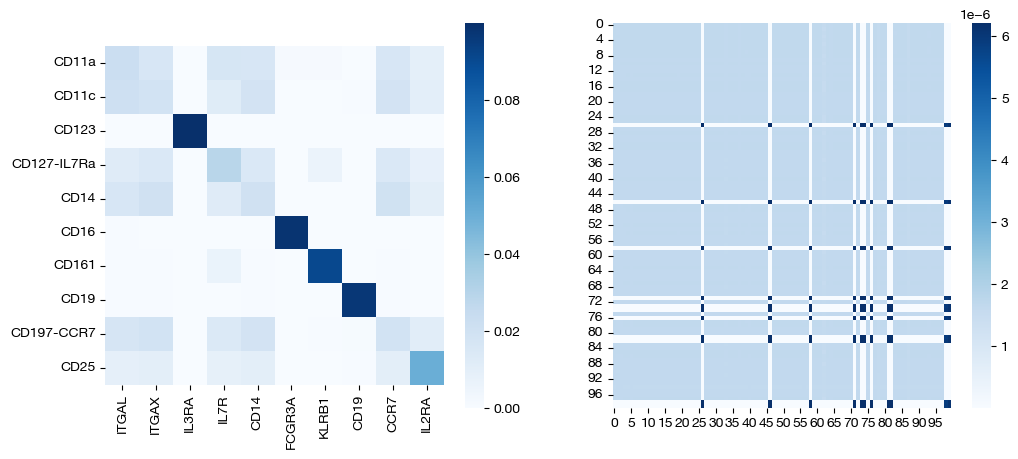 CD11a
CD11c
CD123
CD127-IL7Ra
CD14
CD16
CD161
CD19
CD197-CCR7
CD25
ITGAL
ITGAX
IL3RA
IL7R
CD14
FCGR3A
KLRB1
CD19
CCR7
IL2RA
0.08
0.06
0.04
0.02
0.00
0
4
8
12
16
20
24
28
32
36
40
44
48
52
56
60
64
68
72
76
80
84
88
92
96
0 5 10 15 20 25 30 35 40 45 50 55 60 65 70 75 80 85 90 95
1e−6
6
5
4
3
2
1